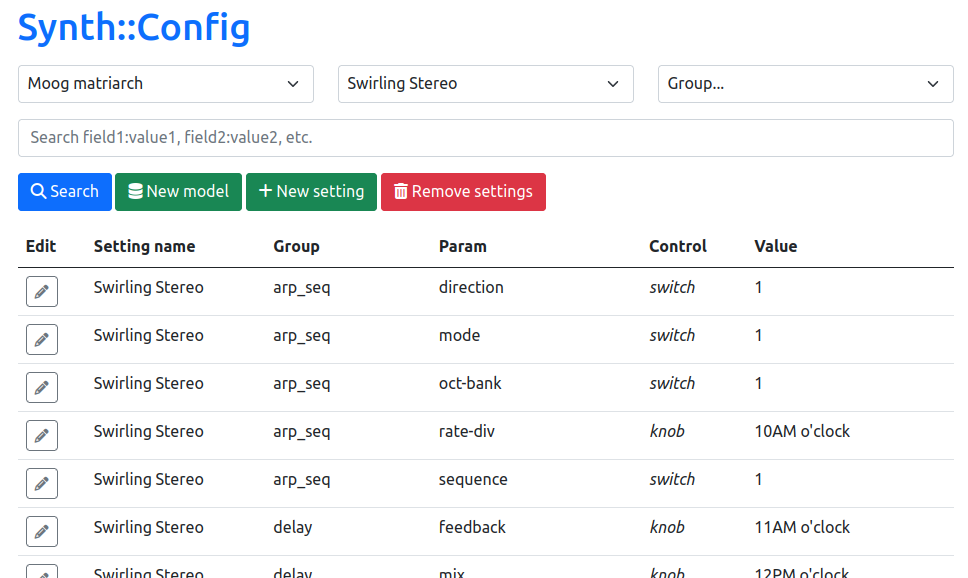 Synth::Config
Moog matriarch Swirling Stereo Group...
Search field1:value1, field2:value2, etc.
Search New model New setting Remove settings
Edit Setting name Group Param Control Value
Swirling Stereo arp_seq direction switch 1
Swirling Stereo arp_seq mode switch 1
Swirling Stereo arp_seq oct-bank switch 1
Swirling Stereo arp_seq rate-div knob 10AM o'clock
Swirling Stereo arp_seq sequence switch 1
Swirling Stereo delay feedback knob 11AM o'clock
Swirling Stereo delay mix knob 12PM o'clock